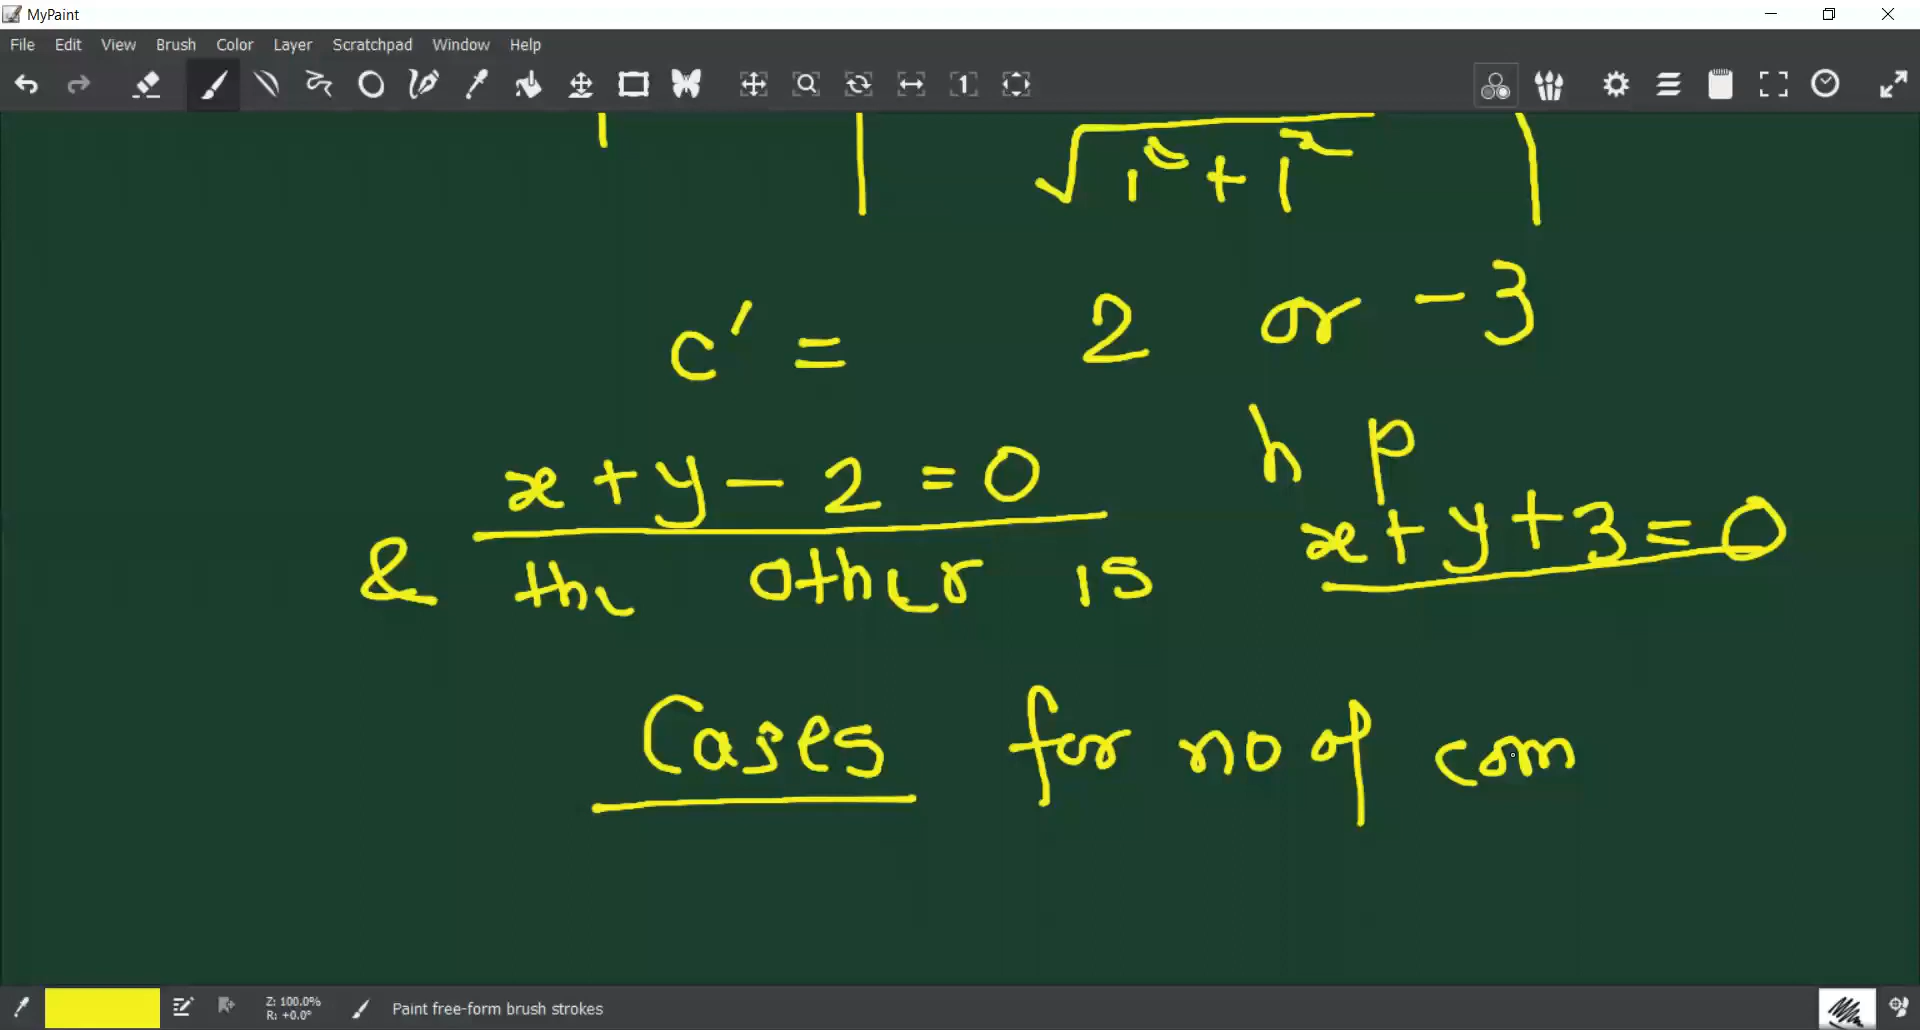 MyPaint
File Edit View Brush Color Layer Scratchpad Window Help
√1² + 1²
c' = 2 or -3
h p
x + y - 2 = 0
x + y + 3 = 0
& the other is
Cases for no of com
Z: 100.0%
R: +0.0°
Paint free-form brush strokes